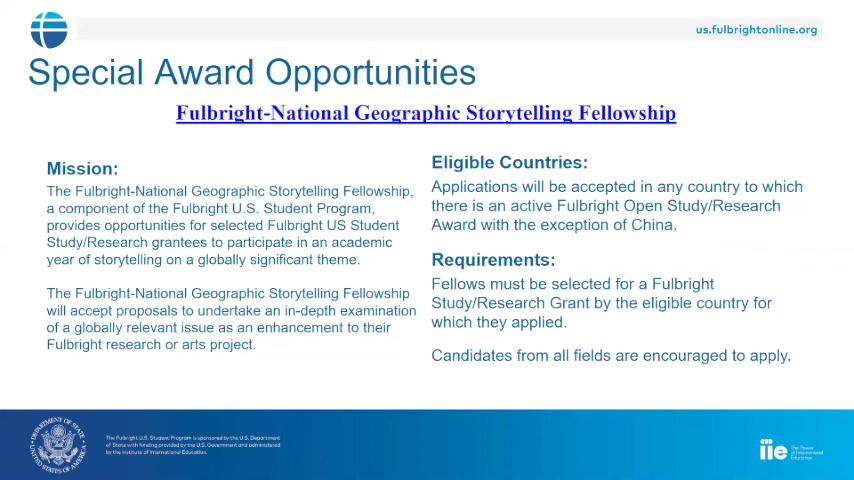 us.fulbrightonline.org
Special Award Opportunities
Fulbright-National Geographic Storytelling Fellowship
Mission:
The Fulbright-National Geographic Storytelling Fellowship,
a component of the Fulbright U.S. Student Program,
provides opportunities for selected Fulbright US Student
Study/Research grantees to participate in an academic
year of storytelling on a globally significant theme.
The Fulbright-National Geographic Storytelling Fellowship
will accept proposals to undertake an in-depth examination
of a globally relevant issue as an enhancement to their
Fulbright research or arts project.
Eligible Countries:
Applications will be accepted in any country to which
there is an active Fulbright Open Study/Research
Award with the exception of China.
Requirements:
Fellows must be selected for a Fulbright
Study/Research Grant by the eligible country for
which they applied.
Candidates from all fields are encouraged to apply.
DEPARTMENT OF STATE
UNITED STATES OF AMERICA
The Fulbright U.S. Student Program is sponsored by the U.S. Department
of State with funding provided by the U.S. Government and administered
by the Institute of International Education.
iie
The Power
of International
Education